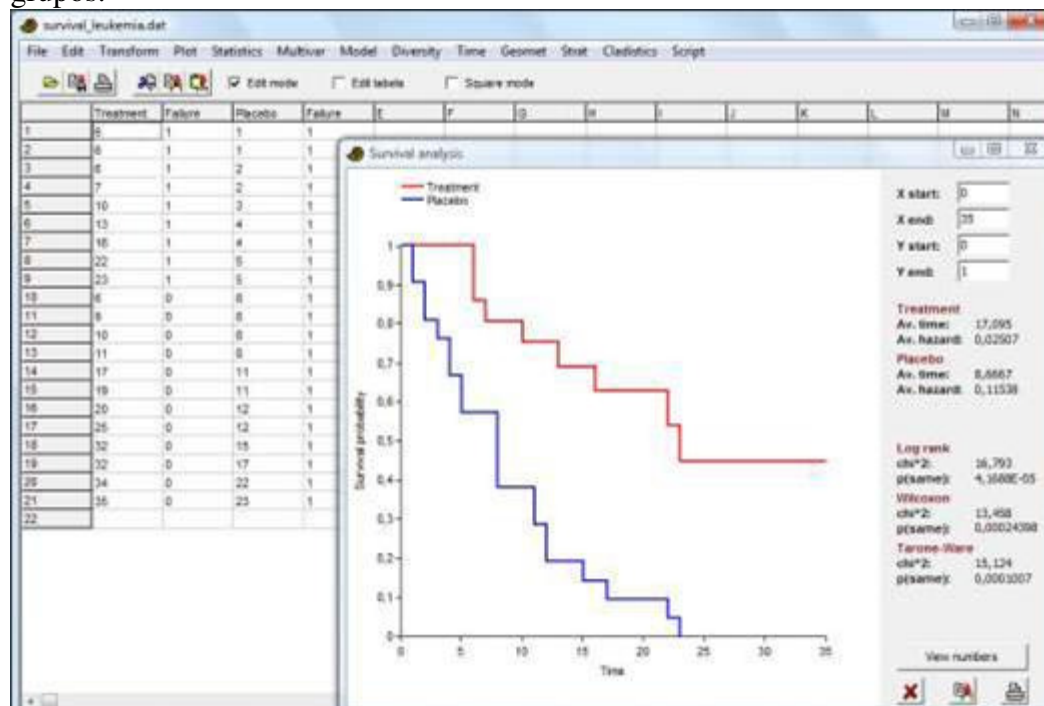 grupos.
survival_leukemia.dat
File Edit Transform Plot Statistics Multivar Model Diversity Time Geomet Strat Cladistics Script
Edit mode Edit labels Square mode
Treatment Failure Placebo Failure E F G H I J K L M N
1 6 1 1 1
2 6 1 1 1
3 6 1 2 1
4 7 1 2 1
5 10 1 3 1
6 13 1 4 1
7 16 1 4 1
8 22 1 5 1
9 23 1 5 1
10 6 0 8 1
11 9 0 8 1
12 10 0 8 1
13 11 0 8 1
14 17 0 11 1
15 19 0 11 1
16 20 0 12 1
17 25 0 12 1
18 32 0 15 1
19 32 0 17 1
20 34 0 22 1
21 35 0 23 1
22
Survival analysis
Treatment
Placebo
1
0,9
0,8
0,7
0,6
0,5
0,4
0,3
0,2
0,1
0
Survival probability
0 5 10 15 20 25 30 35
Time
X start: 0
X end: 35
Y start: 0
Y end: 1
Treatment
Av. time: 17,095
Av. hazard: 0,02507
Placebo
Av. time: 8,6667
Av. hazard: 0,11538
Log rank
chi^2: 16,793
p(same): 4,1688E-05
Wilcoxon
chi^2: 13,458
p(same): 0,00024398
Tarone-Ware
chi^2: 15,124
p(same): 0,0001007
View numbers